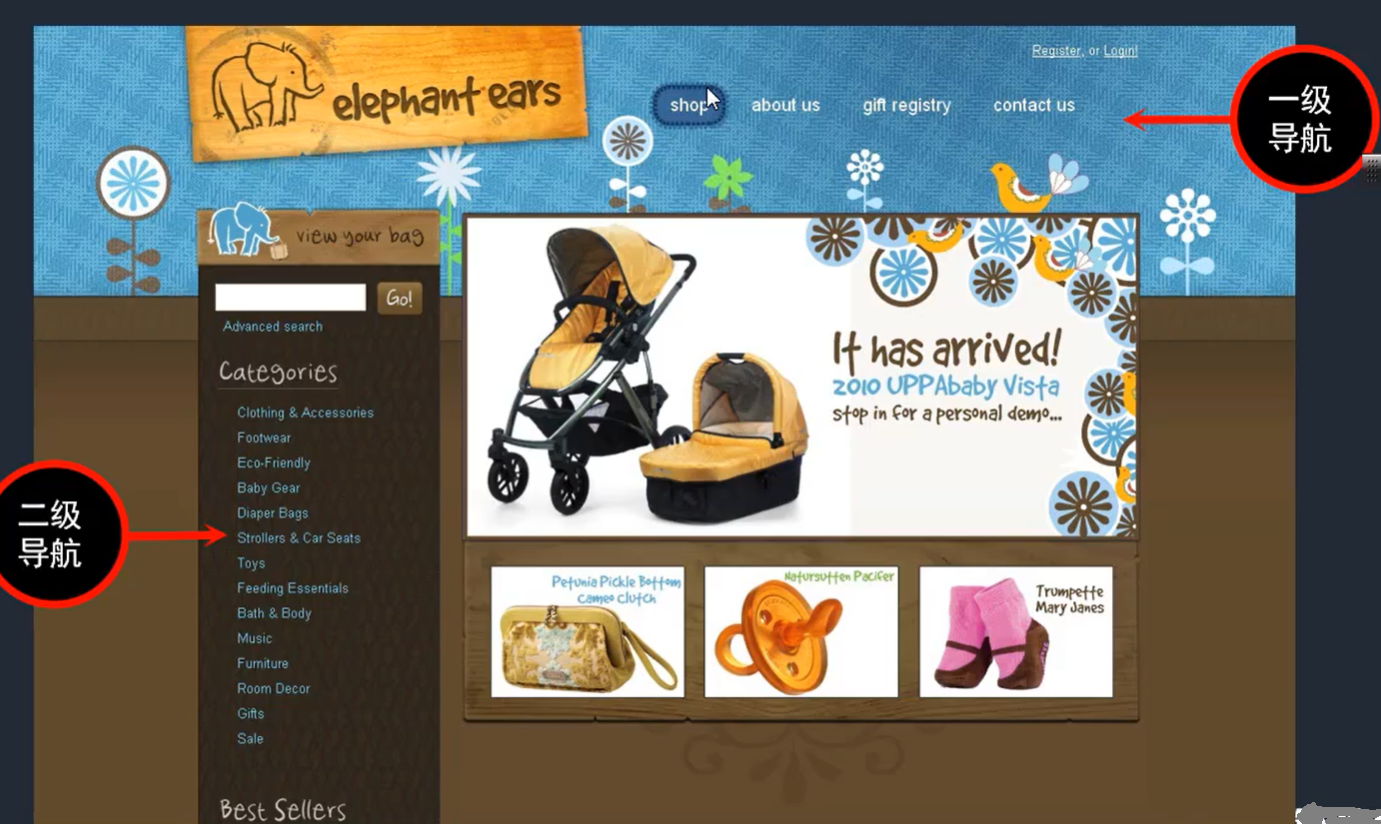 elephant ears
Register, or Login!
shop
about us
gift registry
contact us
一级
导航
view your bag
Go!
Advanced search
Categories
Clothing & Accessories
Footwear
Eco-Friendly
Baby Gear
Diaper Bags
Strollers & Car Seats
Toys
Feeding Essentials
Bath & Body
Music
Furniture
Room Decor
Gifts
Sale
Best Sellers
二级
导航
It has arrived!
2010 UPPAbaby Vista
stop in for a personal demo...
Petunia Pickle Bottom
Cameo Clutch
Natursutten Pacifer
Trumpette
Mary Janes